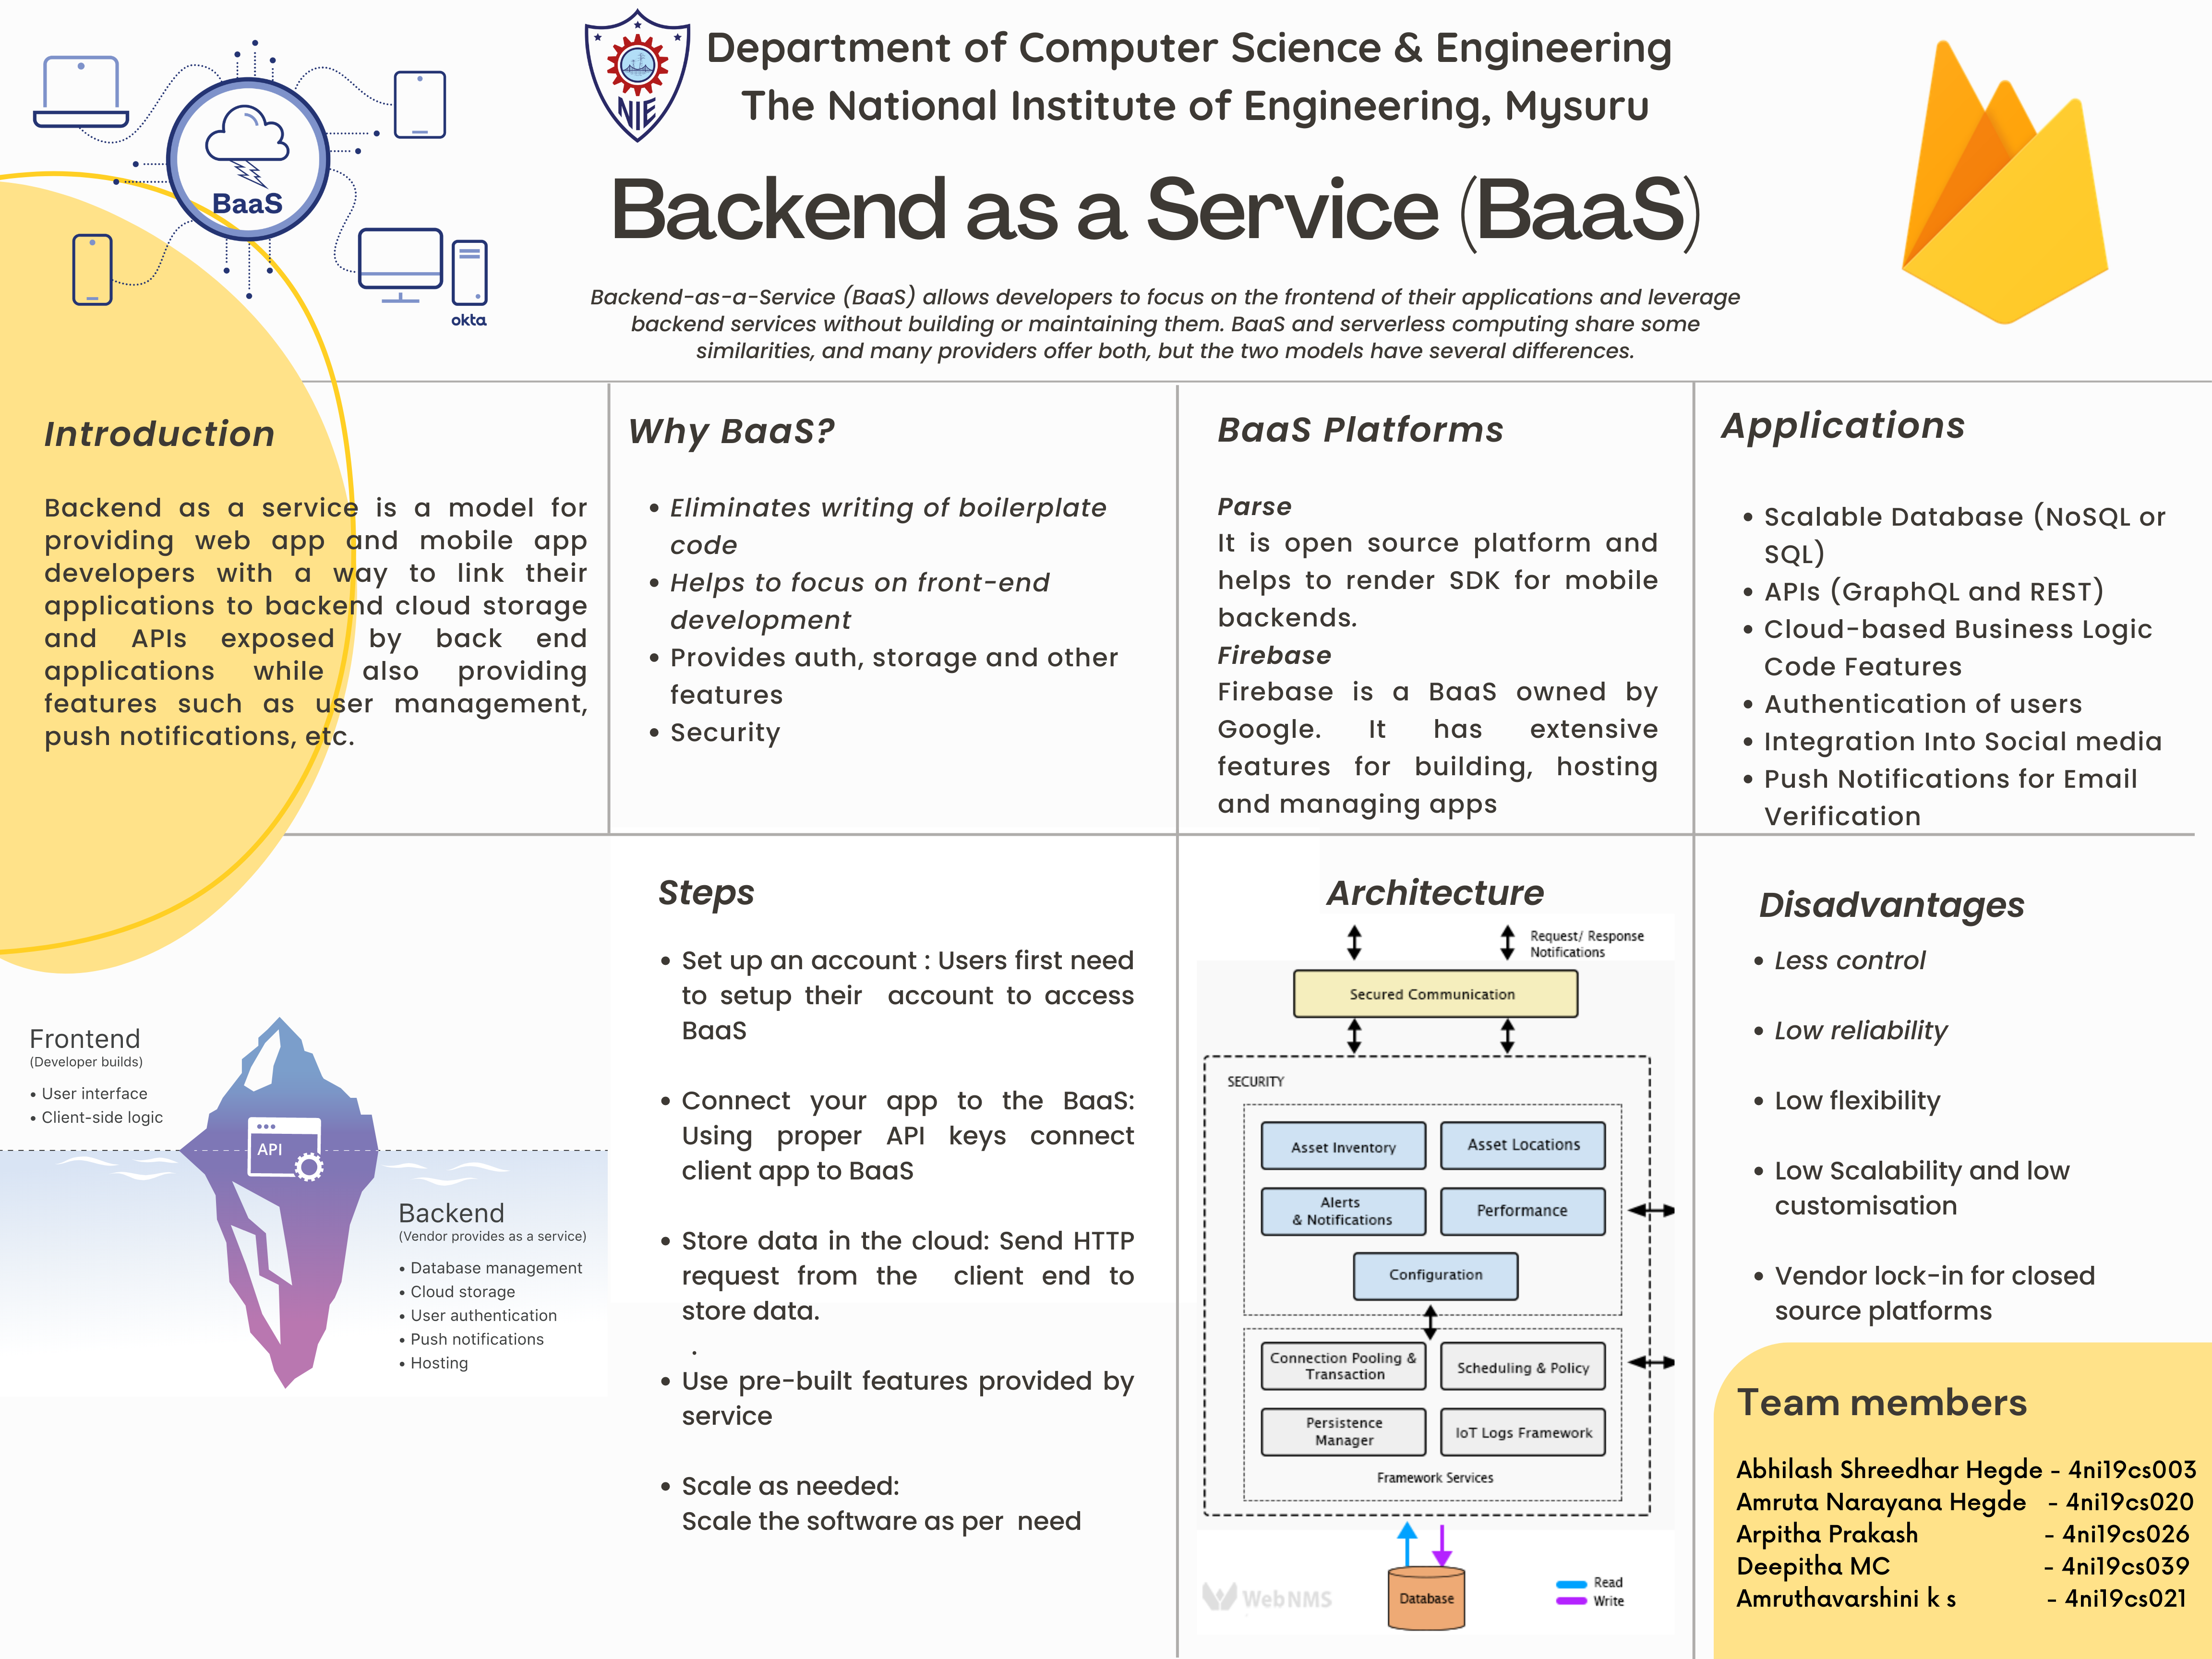 Department of Computer Science & Engineering
The National Institute of Engineering, Mysuru
NIE
BaaS
okta
Backend as a Service (BaaS)
Backend-as-a-Service (BaaS) allows developers to focus on the frontend of their applications and leverage
backend services without building or maintaining them. BaaS and serverless computing share some
similarities, and many providers offer both, but the two models have several differences.
Introduction
Backend as a service is a model for
providing web app and mobile app
developers with a way to link their
applications to backend cloud storage
and APIs exposed by back end
applications while also providing
features such as user management,
push notifications, etc.
Why BaaS?
• Eliminates writing of boilerplate
code
• Helps to focus on front-end
development
• Provides auth, storage and other
features
• Security
BaaS Platforms
Parse
It is open source platform and
helps to render SDK for mobile
backends.
Firebase
Firebase is a BaaS owned by
Google. It has extensive
features for building, hosting
and managing apps
Applications
• Scalable Database (NoSQL or
SQL)
• APIs (GraphQL and REST)
• Cloud-based Business Logic
Code Features
• Authentication of users
• Integration Into Social media
• Push Notifications for Email
Verification
Frontend
(Developer builds)
• User interface
• Client-side logic
API
Backend
(Vendor provides as a service)
• Database management
• Cloud storage
• User authentication
• Push notifications
• Hosting
Steps
• Set up an account : Users first need
to setup their account to access
BaaS
• Connect your app to the BaaS:
Using proper API keys connect
client app to BaaS
• Store data in the cloud: Send HTTP
request from the client end to
store data.
.
• Use pre-built features provided by
service
• Scale as needed:
Scale the software as per need
Architecture
Request/ Response
Notifications
Secured Communication
SECURITY
Asset Inventory
Asset Locations
Alerts
& Notifications
Performance
Configuration
Connection Pooling &
Transaction
Scheduling & Policy
Persistence
Manager
IoT Logs Framework
Framework Services
WebNMS
Database
Read
Write
Disadvantages
• Less control
• Low reliability
• Low flexibility
• Low Scalability and low
customisation
• Vendor lock-in for closed
source platforms
Team members
Abhilash Shreedhar Hegde - 4ni19cs003
Amruta Narayana Hegde - 4ni19cs020
Arpitha Prakash - 4ni19cs026
Deepitha MC - 4ni19cs039
Amruthavarshini k s - 4ni19cs021